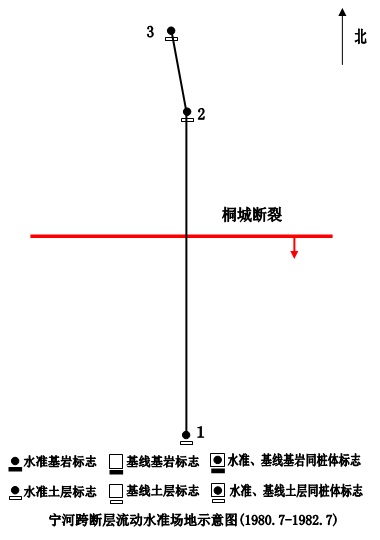 3
北
2
桐城断裂
1
水准基岩标志 基线基岩标志 水准、基线基岩同桩体标志
水准土层标志 基线土层标志 水准、基线土层同桩体标志
宁河跨断层流动水准场地示意图(1980.7-1982.7)